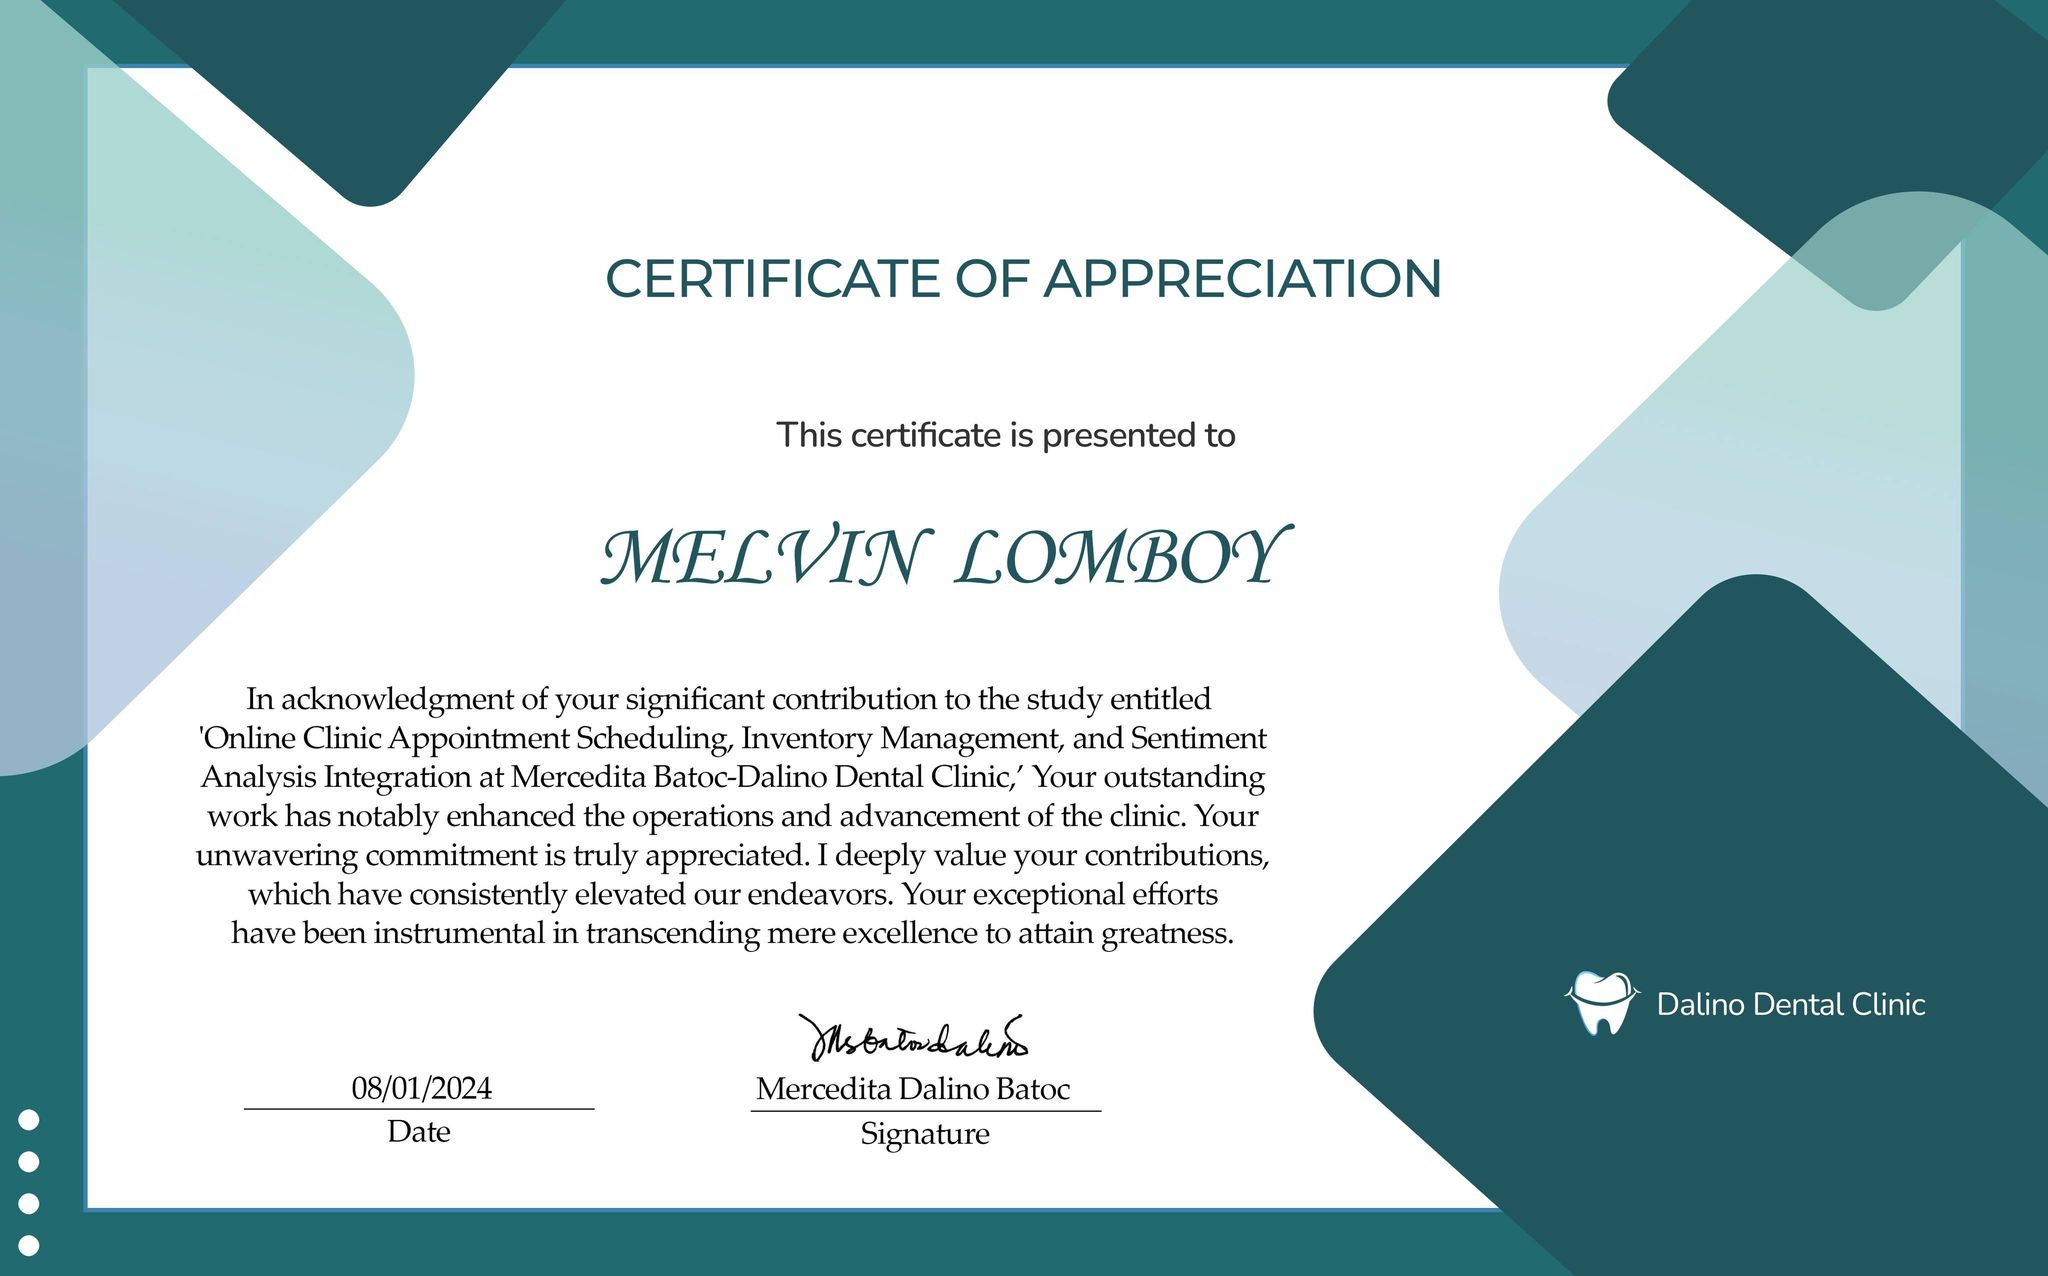 CERTIFICATE OF APPRECIATION
This certificate is presented to
MELVIN LOMBOY
In acknowledgment of your significant contribution to the study entitled
'Online Clinic Appointment Scheduling, Inventory Management, and Sentiment
Analysis Integration at Mercedita Batoc-Dalino Dental Clinic,’ Your outstanding
work has notably enhanced the operations and advancement of the clinic. Your
unwavering commitment is truly appreciated. I deeply value your contributions,
which have consistently elevated our endeavors. Your exceptional efforts
have been instrumental in transcending mere excellence to attain greatness.
Dalino Dental Clinic
08/01/2024
Date
Mercedita Dalino Batoc
Signature